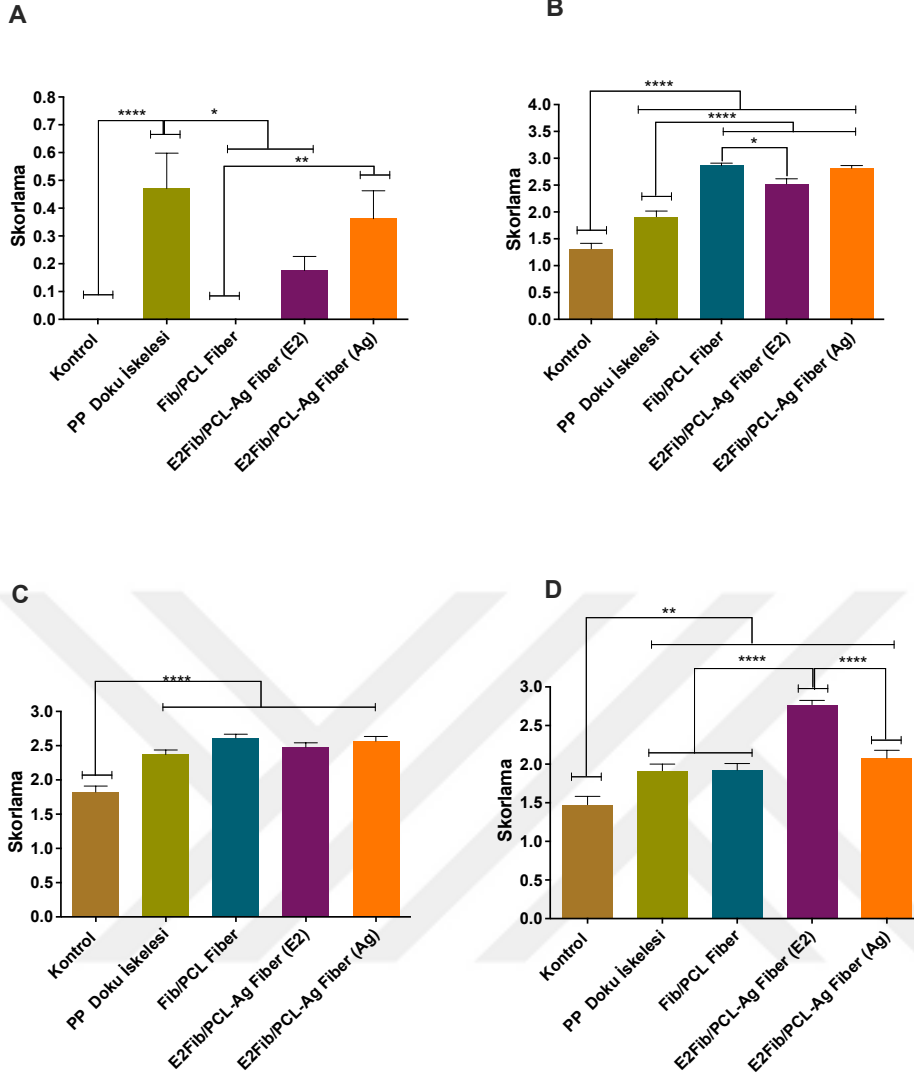 A
Skorlama
0.8
0.7
0.6
0.5
0.4
0.3
0.2
0.1
0.0
****
*
**
Kontrol
PP Doku İskelesi
Fib/PCL Fiber
E2Fib/PCL-Ag Fiber (E2)
E2Fib/PCL-Ag Fiber (Ag)
B
Skorlama
4.0
3.5
3.0
2.5
2.0
1.5
1.0
0.5
0.0
****
****
*
Kontrol
PP Doku İskelesi
Fib/PCL Fiber
E2Fib/PCL-Ag Fiber (E2)
E2Fib/PCL-Ag Fiber (Ag)
C
Skorlama
3.0
2.5
2.0
1.5
1.0
0.5
0.0
****
Kontrol
PP Doku İskelesi
Fib/PCL Fiber
E2Fib/PCL-Ag Fiber (E2)
E2Fib/PCL-Ag Fiber (Ag)
D
Skorlama
3.0
2.5
2.0
1.5
1.0
0.5
0.0
**
****
****
Kontrol
PP Doku İskelesi
Fib/PCL Fiber
E2Fib/PCL-Ag Fiber (E2)
E2Fib/PCL-Ag Fiber (Ag)